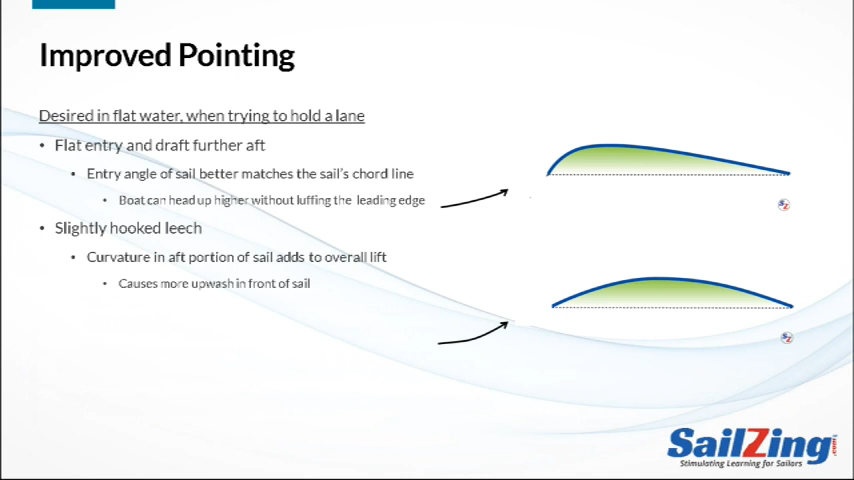 Improved Pointing
Desired in flat water, when trying to hold a lane
• Flat entry and draft further aft
• Entry angle of sail better matches the sail's chord line
• Boat can head up higher without luffing the leading edge
• Slightly hooked leech
• Curvature in aft portion of sail adds to overall lift
• Causes more upwash in front of sail
SZ
SZ
SailZing.com
Stimulating Learning for Sailors